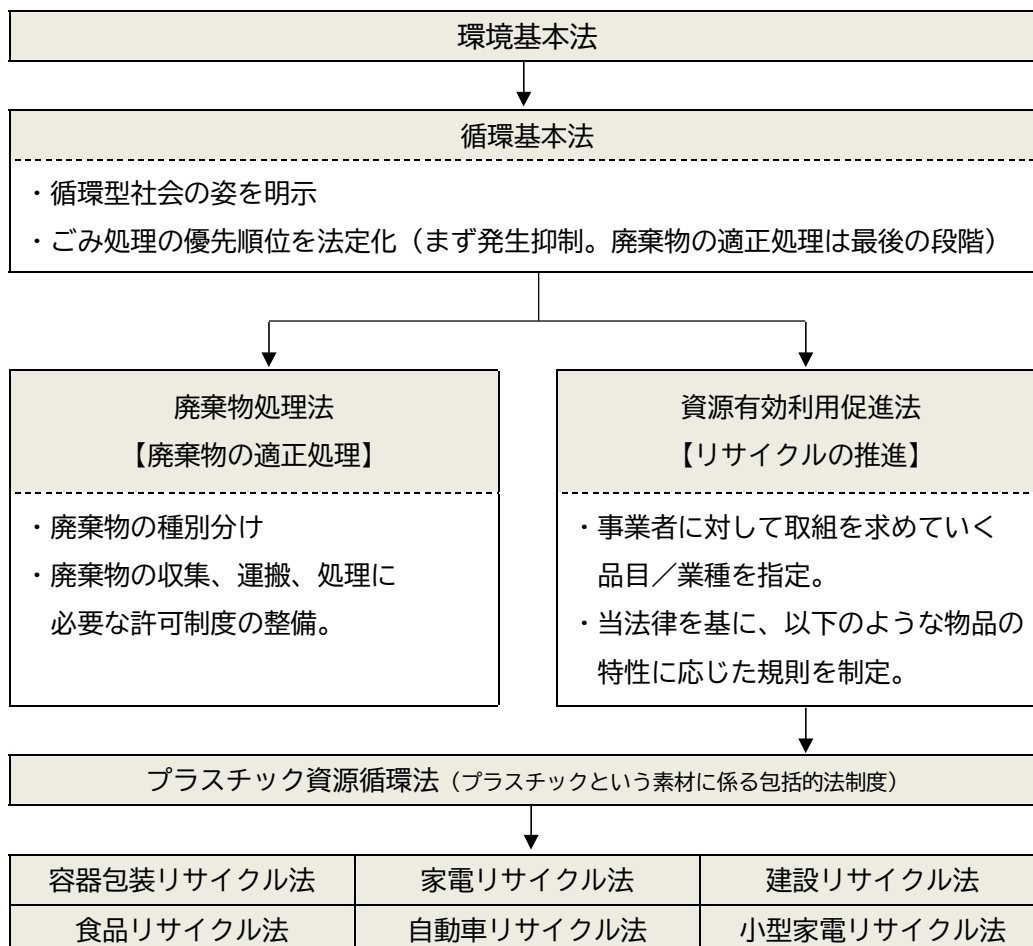 環境基本法
循環基本法
・循環型社会の姿を明示
・ごみ処理の優先順位を法定化（まず発生抑制。廃棄物の適正処理は最後の段階）
廃棄物処理法
【廃棄物の適正処理】
・廃棄物の種別分け
・廃棄物の収集、運搬、処理に
必要な許可制度の整備。
資源有効利用促進法
【リサイクルの推進】
・事業者に対して取組を求めていく
品目／業種を指定。
・当法律を基に、以下のような物品の
特性に応じた規則を制定。
プラスチック資源循環法（プラスチックという素材に係る包括的法制度）
容器包装リサイクル法 家電リサイクル法 建設リサイクル法
食品リサイクル法 自動車リサイクル法 小型家電リサイクル法